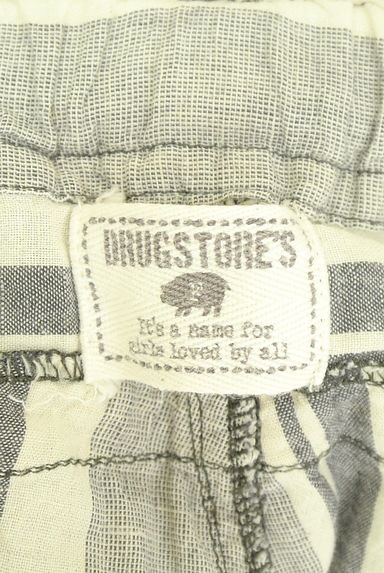 DRUGSTORE'S
It's a name for
girls loved by all